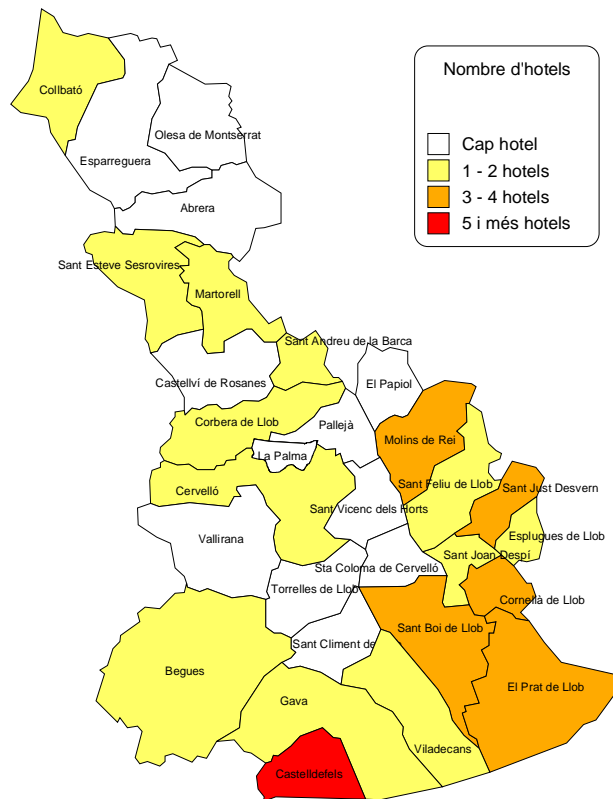 Nombre d'hotels
Cap hotel
1 - 2 hotels
3 - 4 hotels
5 i més hotels
Collbató
Olesa de Montserrat
Esparreguera
Abrera
Sant Esteve Sesrovires
Martorell
Sant Andreu de la Barca
Castellví de Rosanes
El Papiol
Corbera de Llob
Pallejà
Molins de Rei
La Palma
Cervelló
Sant Feliu de Llob
Sant Just Desvern
Sant Vicenc dels Horts
Vallirana
Esplugues de Llob
Sant Joan Despí
Sta Coloma de Cervelló
Torrelles de Llob
Cornellà de Llob
Sant Boi de Llob
Sant Climent de
Begues
El Prat de Llob
Gava
Viladecans
Castelldefels